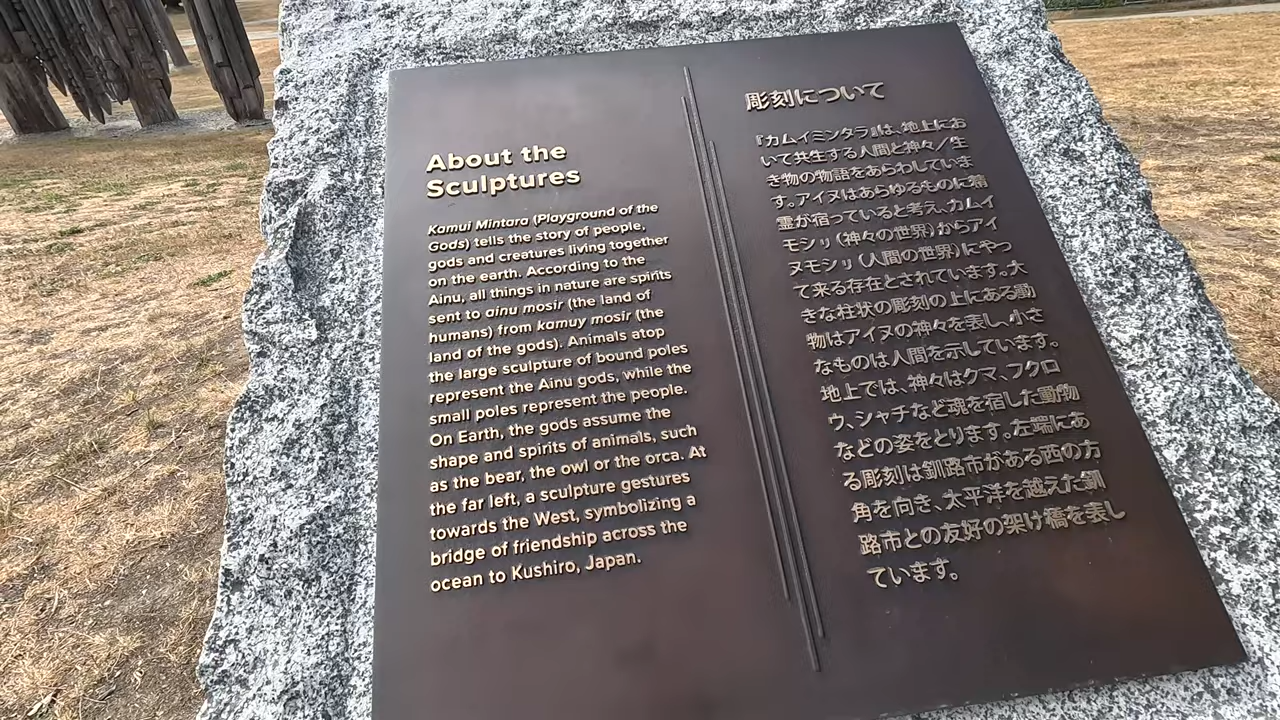 About the
Sculptures
Kamui Mintara (Playground of the
Gods) tells the story of people,
gods and creatures living together
on the earth. According to the
Ainu, all things in nature are spirits
sent to ainu mosir (the land of
humans) from kamuy mosir (the
land of the gods). Animals atop
the large sculpture of bound poles
represent the Ainu gods, while the
small poles represent the people.
On Earth, the gods assume the
shape and spirits of animals, such
as the bear, the owl or the orca. At
the far left, a sculpture gestures
towards the West, symbolizing a
bridge of friendship across the
ocean to Kushiro, Japan.
彫刻について
『カムイミンタラ』は、地上にお
いて共生する人間と神々/生
き物の物語をあらわしていま
す。アイヌはあらゆるものに精
霊が宿っていると考え、カムイ
モシリ(神々の世界)からアイ
ヌモシリ(人間の世界)にやっ
て来る存在とされています。大
きな柱状の彫刻の上にある動
物はアイヌの神々を表し、小さ
なものは人間を示しています。
地上では、神々はクマ、フクロ
ウ、シャチなど魂を宿した動物
などの姿をとります。左端にあ
る彫刻は釧路市がある西の方
角を向き、太平洋を越えた釧
路市との友好の架け橋を表し
ています。